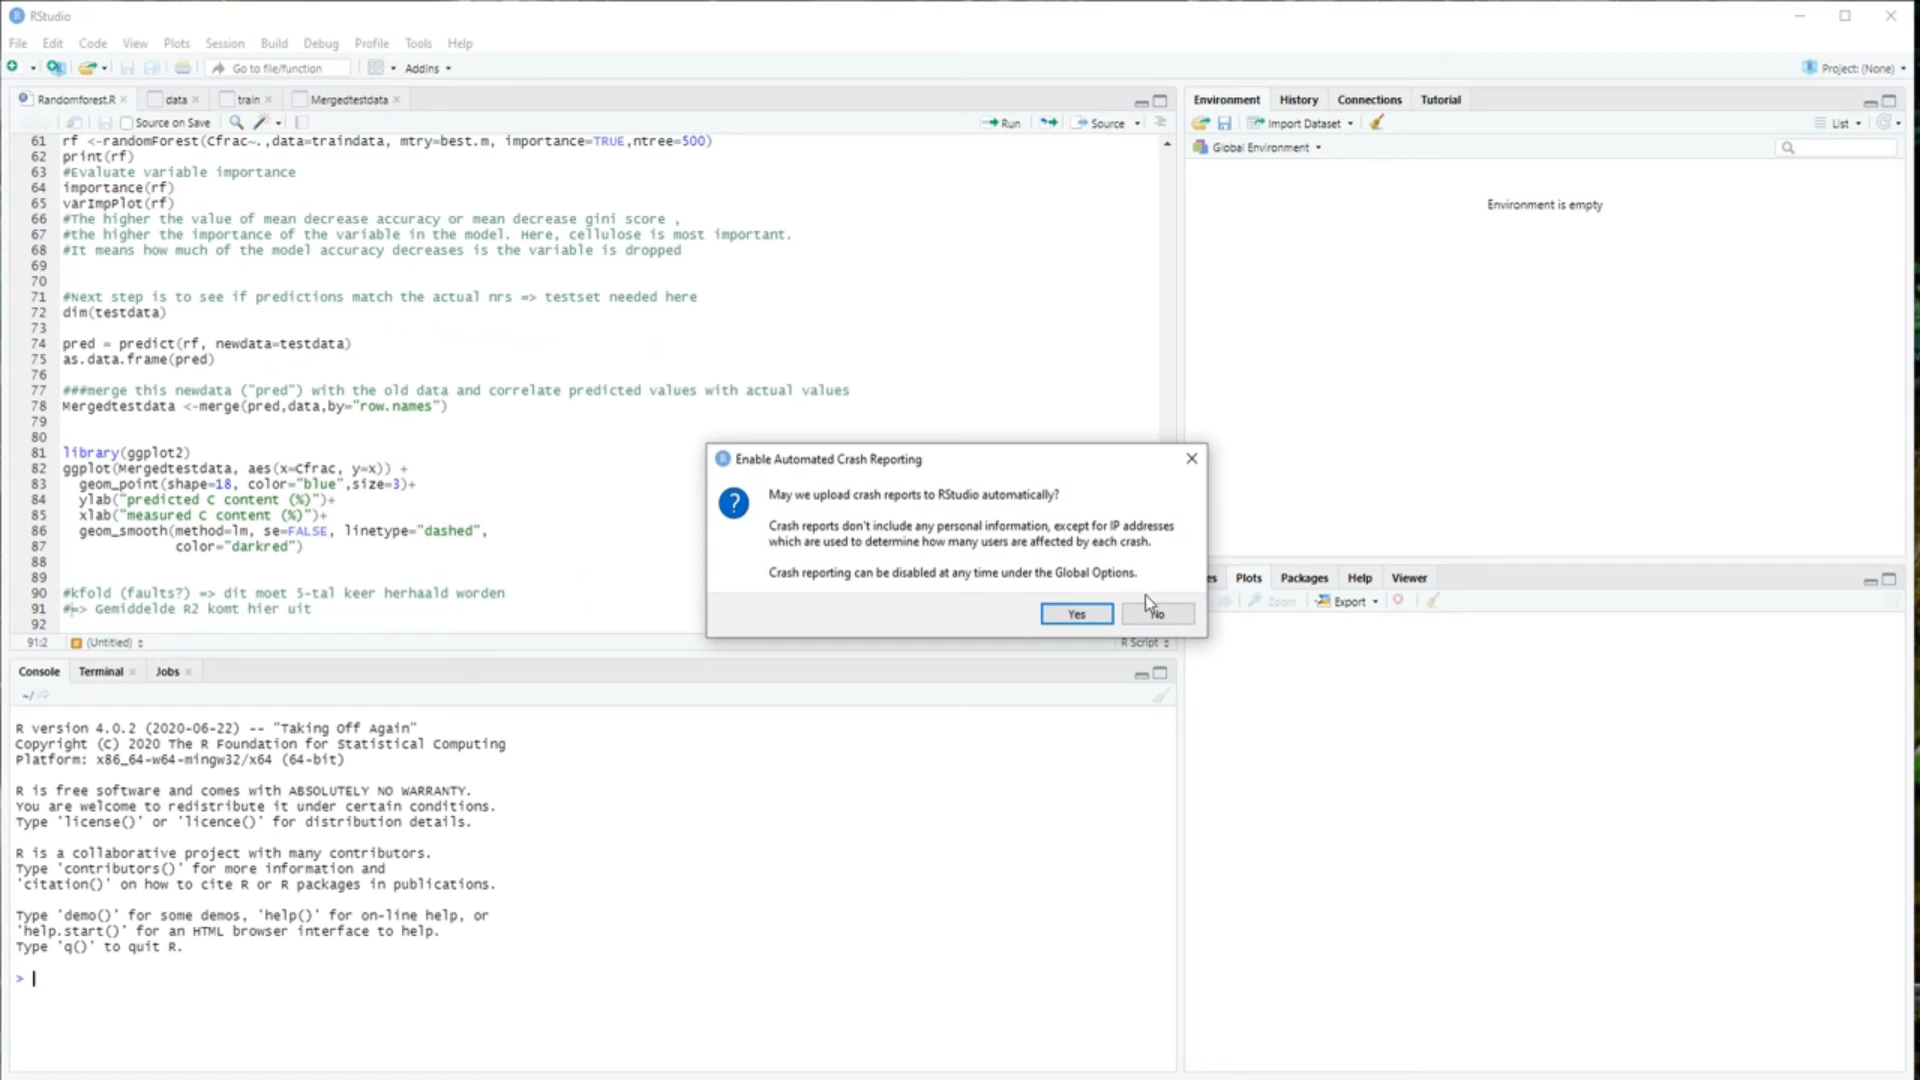 RStudio
File Edit Code View Plots Session Build Debug Profile Tools Help
Go to file/function Addins Project: (None)
Randomforest.R data train Mergedtestdata
Source on Save Run Source
61 rf <-randomForest(Cfrac~.,data=traindata, mtry=best.m, importance=TRUE,ntree=500)
62 print(rf)
63 #Evaluate variable importance
64 importance(rf)
65 varImpPlot(rf)
66 #The higher the value of mean decrease accuracy or mean decrease gini score ,
67 #the higher the importance of the variable in the model. Here, cellulose is most important.
68 #It means how much of the model accuracy decreases is the variable is dropped
69
70
71 #Next step is to see if predictions match the actual nrs => testset needed here
72 dim(testdata)
73
74 pred = predict(rf, newdata=testdata)
75 as.data.frame(pred)
76
77 ###merge this newdata ("pred") with the old data and correlate predicted values with actual values
78 Mergedtestdata <-merge(pred,data,by="row.names")
79
80
81 library(ggplot2)
82 ggplot(Mergedtestdata, aes(x=Cfrac, y=x)) +
83 geom_point(shape=18, color="blue",size=3)+
84 ylab("predicted C content (%)")+
85 xlab("measured C content (%)")+
86 geom_smooth(method=lm, se=FALSE, linetype="dashed",
87 color="darkred")
88
89
90 #kfold (faults?) => dit moet 5-tal keer herhaald worden
91 #=> Gemiddelde R2 komt hier uit
92
91:2 (Untitled) R Script
Console Terminal Jobs
~/
R version 4.0.2 (2020-06-22) -- "Taking Off Again"
Copyright (C) 2020 The R Foundation for Statistical Computing
Platform: x86_64-w64-mingw32/x64 (64-bit)
R is free software and comes with ABSOLUTELY NO WARRANTY.
You are welcome to redistribute it under certain conditions.
Type 'license()' or 'licence()' for distribution details.
R is a collaborative project with many contributors.
Type 'contributors()' for more information and
'citation()' on how to cite R or R packages in publications.
Type 'demo()' for some demos, 'help()' for on-line help, or
'help.start()' for an HTML browser interface to help.
Type 'q()' to quit R.
>
Environment History Connections Tutorial
Import Dataset List
Global Environment
Environment is empty
Plots Packages Help Viewer
Zoom Export
Enable Automated Crash Reporting
May we upload crash reports to RStudio automatically?
Crash reports don't include any personal information, except for IP addresses
which are used to determine how many users are affected by each crash.
Crash reporting can be disabled at any time under the Global Options.
Yes No